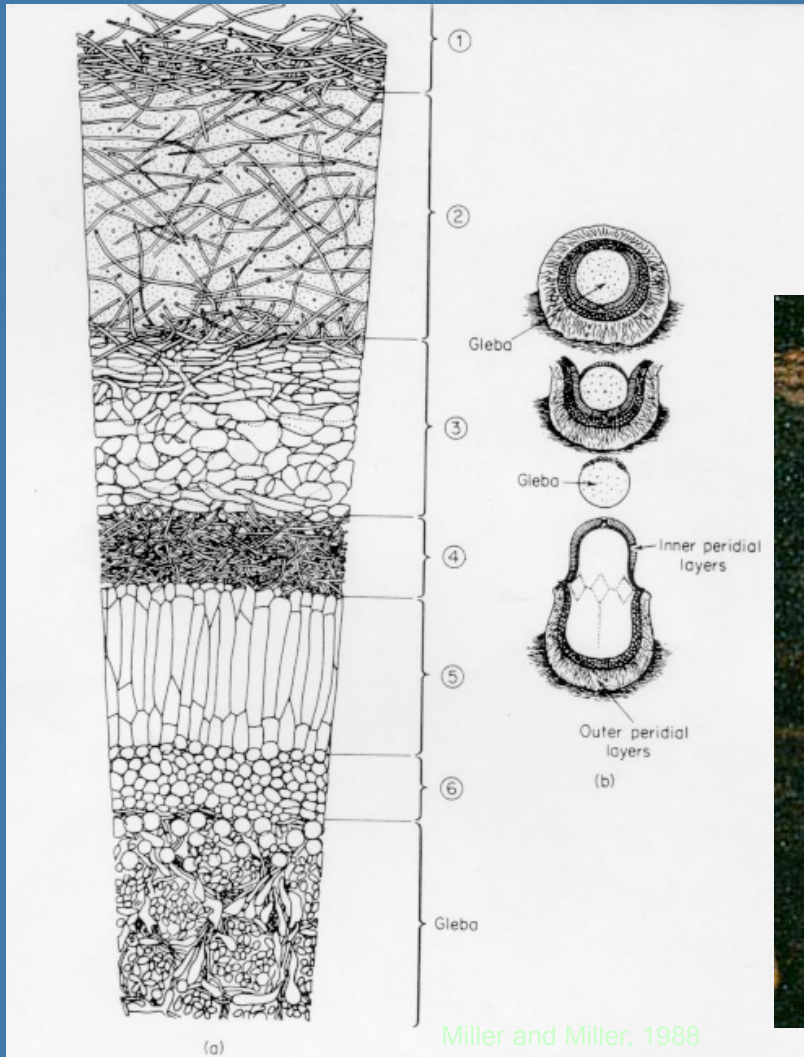 ①
②
③
④
⑤
⑥
Gleba
(a)
Gleba
Gleba
Inner peridial
layers
Outer peridial
layers
(b)
Miller and Miller, 1988